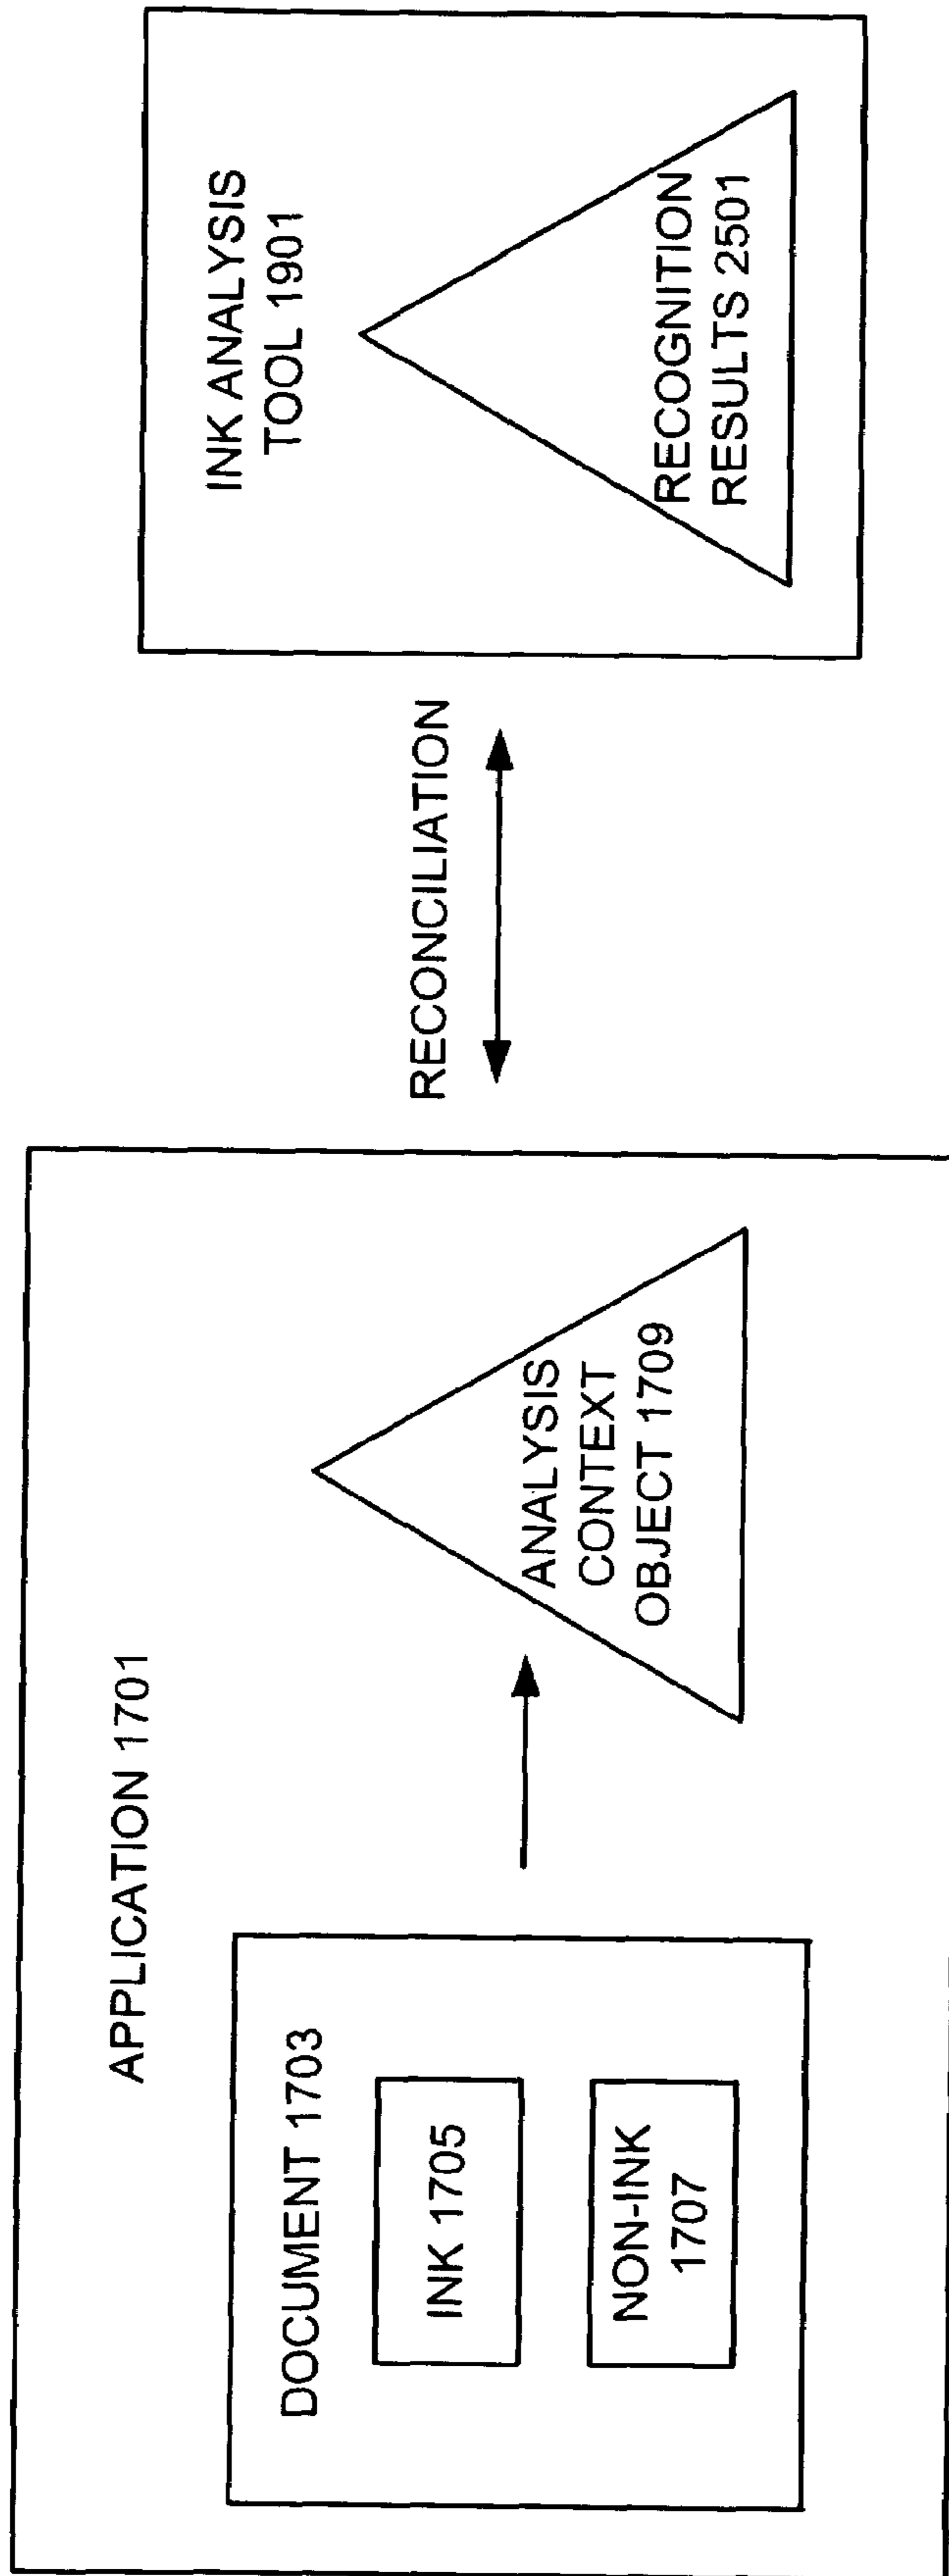 APPLICATION 1701
DOCUMENT 1703
INK 1705
NON-INK
1707
ANALYSIS
CONTEXT
OBJECT 1709
RECONCILIATION
INK ANALYSIS
TOOL 1901
RECOGNITION
RESULTS 2501